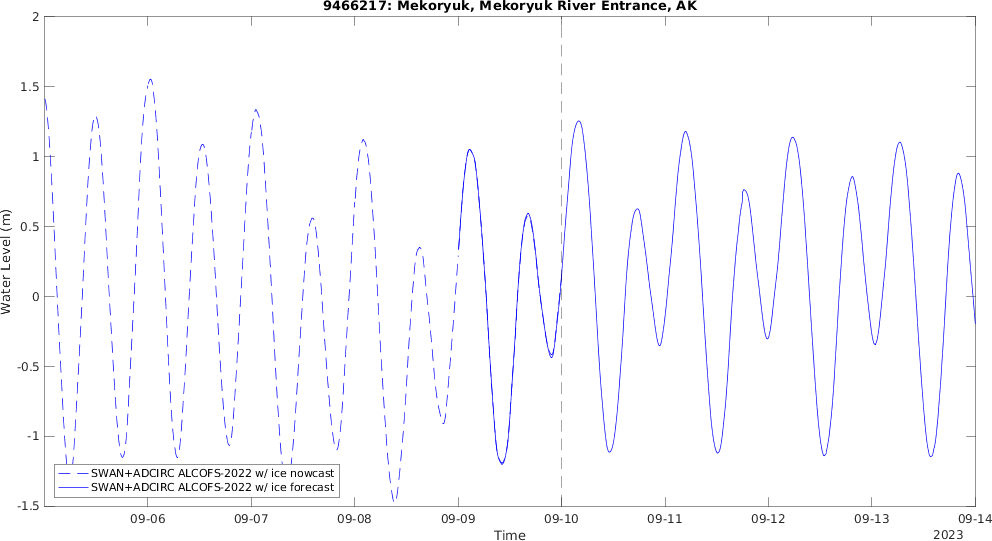 9466217: Mekoryuk, Mekoryuk River Entrance, AK
2
1.5
1
0.5
0
-0.5
-1
-1.5
Water Level (m)
SWAN+ADCIRC ALCOFS-2022 w/ ice nowcast
SWAN+ADCIRC ALCOFS-2022 w/ ice forecast
09-06 09-07 09-08 09-09 09-10 09-11 09-12 09-13 09-14
Time
2023